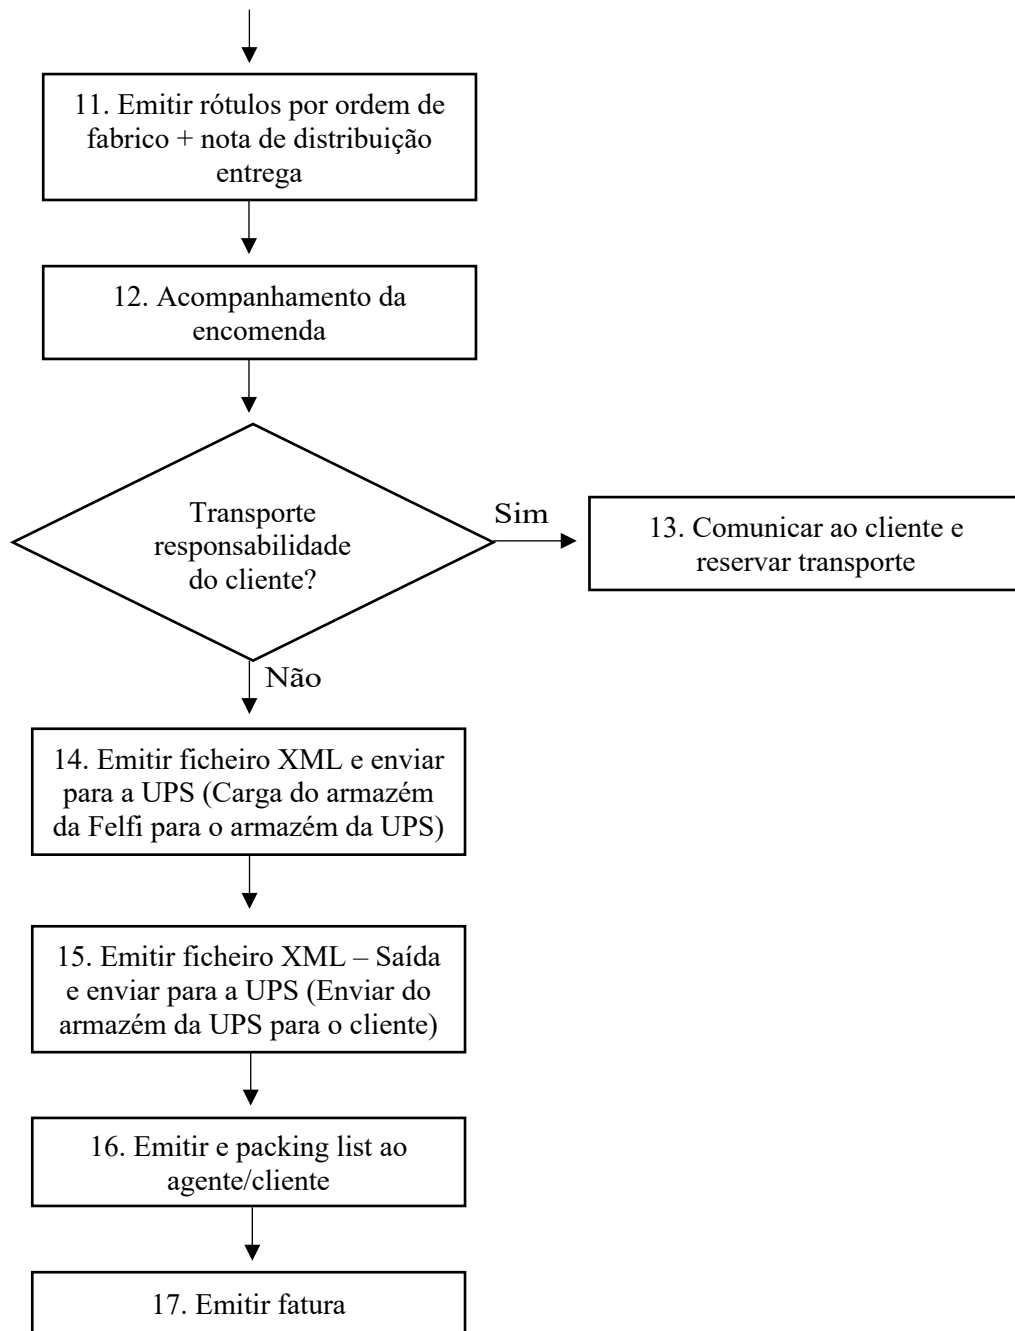 11. Emitir rótulos por ordem de
fabrico + nota de distribuição
entrega
12. Acompanhamento da
encomenda
Transporte
responsabilidade
do cliente?
Sim
13. Comunicar ao cliente e
reservar transporte
Não
14. Emitir ficheiro XML e enviar
para a UPS (Carga do armazém
da Felfi para o armazém da UPS)
15. Emitir ficheiro XML – Saída
e enviar para a UPS (Enviar do
armazém da UPS para o cliente)
16. Emitir e packing list ao
agente/cliente
17. Emitir fatura